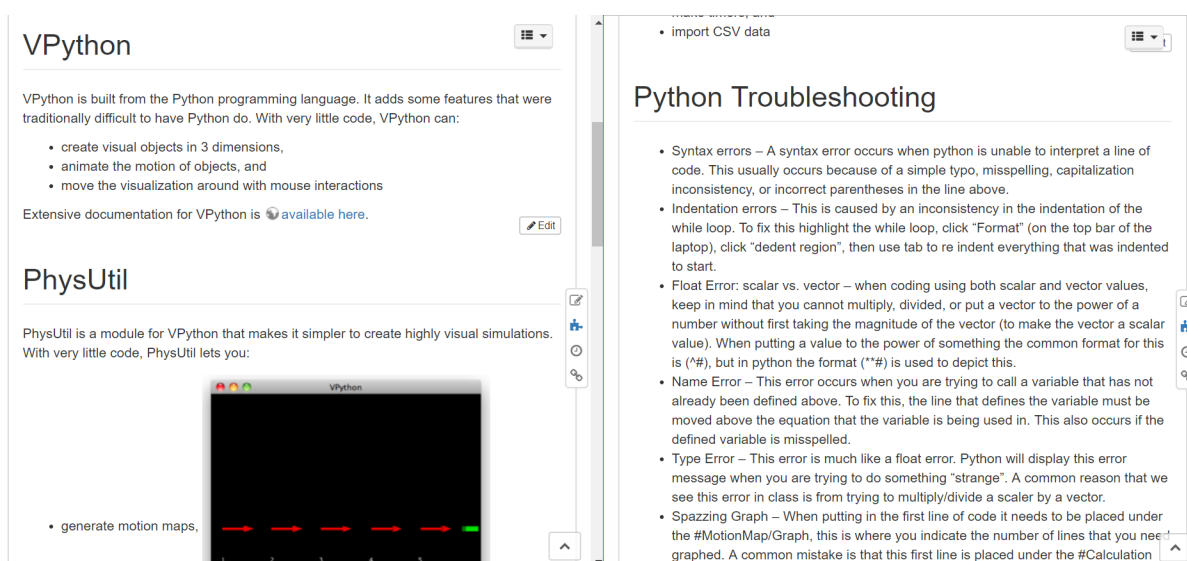 VPython
VPython is built from the Python programming language. It adds some features that were
traditionally difficult to have Python do. With very little code, VPython can:
• create visual objects in 3 dimensions,
• animate the motion of objects, and
• move the visualization around with mouse interactions
Extensive documentation for VPython is available here.
Edit
PhysUtil
PhysUtil is a module for VPython that makes it simpler to create highly visual simulations.
With very little code, PhysUtil lets you:
VPython
• generate motion maps,
1 2 3 4 5
• import CSV data
Python Troubleshooting
• Syntax errors – A syntax error occurs when python is unable to interpret a line of
code. This usually occurs because of a simple typo, misspelling, capitalization
inconsistency, or incorrect parentheses in the line above.
• Indentation errors – This is caused by an inconsistency in the indentation of the
while loop. To fix this highlight the while loop, click “Format” (on the top bar of the
laptop), click “dedent region”, then use tab to re indent everything that was indented
to start.
• Float Error: scalar vs. vector – when coding using both scalar and vector values,
keep in mind that you cannot multiply, divided, or put a vector to the power of a
number without first taking the magnitude of the vector (to make the vector a scalar
value). When putting a value to the power of something the common format for this
is (^#), but in python the format (**#) is used to depict this.
• Name Error – This error occurs when you are trying to call a variable that has not
already been defined above. To fix this, the line that defines the variable must be
moved above the equation that the variable is being used in. This also occurs if the
defined variable is misspelled.
• Type Error – This error is much like a float error. Python will display this error
message when you are trying to do something “strange”. A common reason that we
see this error in class is from trying to multiply/divide a scaler by a vector.
• Spazzing Graph – When putting in the first line of code it needs to be placed under
the #MotionMap/Graph, this is where you indicate the number of lines that you need
graphed. A common mistake is that this first line is placed under the #Calculation